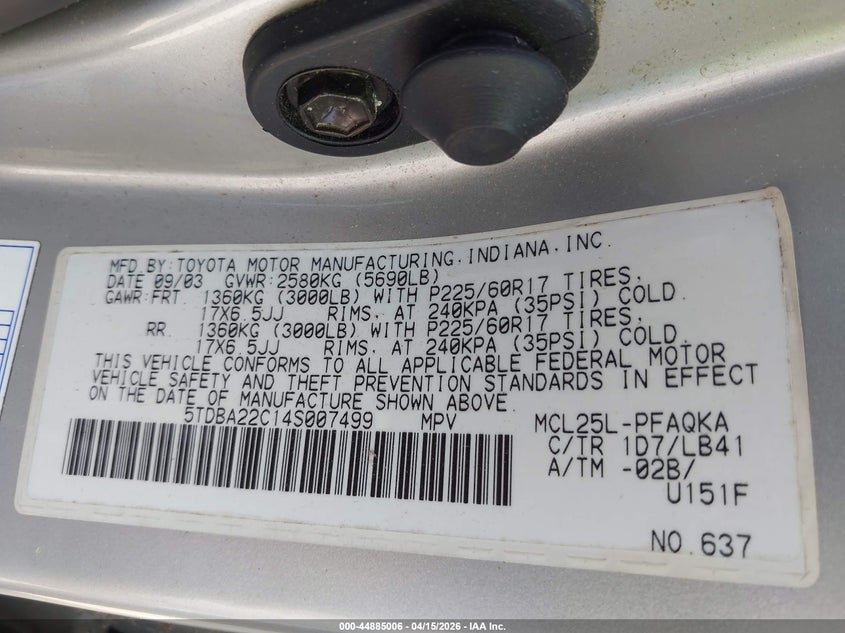 MFD.BY:TOYOTA MOTOR MANUFACTURING.INDIANA,INC.
DATE 09/03 GVWR:2580KG (5690LB)
GAWR:FRT. 1360KG (3000LB) WITH P225/60R17 TIRES,
17X6.5JJ RIMS, AT 240KPA (35PSI) COLD.
RR. 1360KG (3000LB) WITH P225/60R17 TIRES,
17X6.5JJ RIMS, AT 240KPA (35PSI) COLD.
THIS VEHICLE CONFORMS TO ALL APPLICABLE FEDERAL MOTOR
VEHICLE SAFETY AND THEFT PREVENTION STANDARDS IN EFFECT
ON THE DATE OF MANUFACTURE SHOWN ABOVE.
5TDBA22C14S007499 MPV MCL25L-PFAQKA
C/TR 1D7/LB41
A/TM -02B/
U151F
NO.637
000-44885006 - 04/15/2026 - IAA Inc.